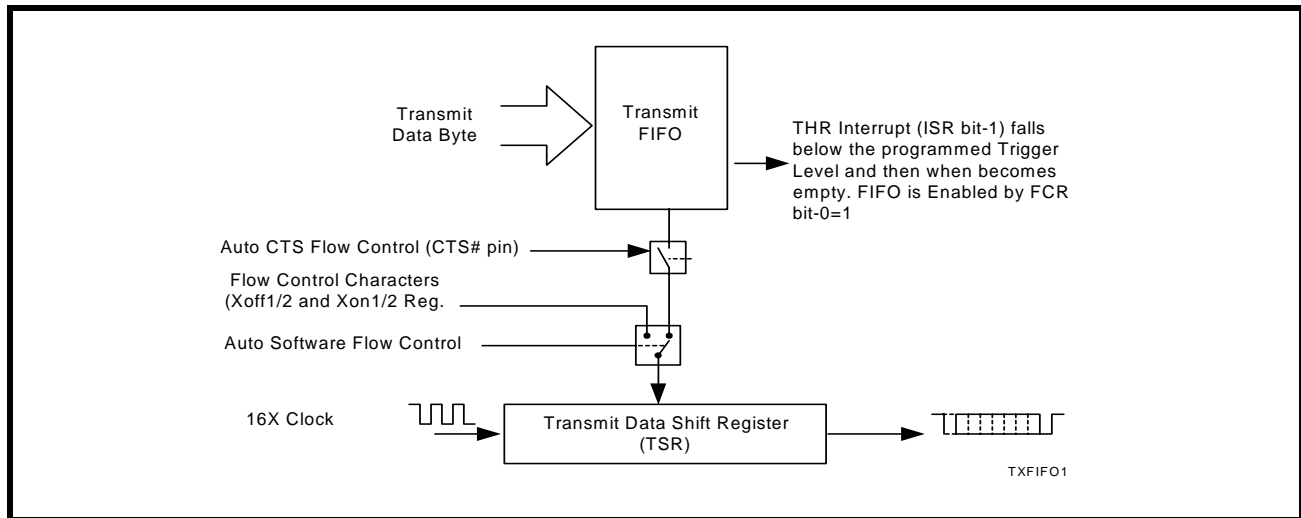 Transmit
Data Byte
Transmit
FIFO
THR Interrupt (ISR bit-1) falls
below the programmed Trigger
Level and then when becomes
empty. FIFO is Enabled by FCR
bit-0=1
Auto CTS Flow Control (CTS# pin)
Flow Control Characters
(Xoff1/2 and Xon1/2 Reg.
Auto Software Flow Control
16X Clock
Transmit Data Shift Register
(TSR)
TXFIFO1